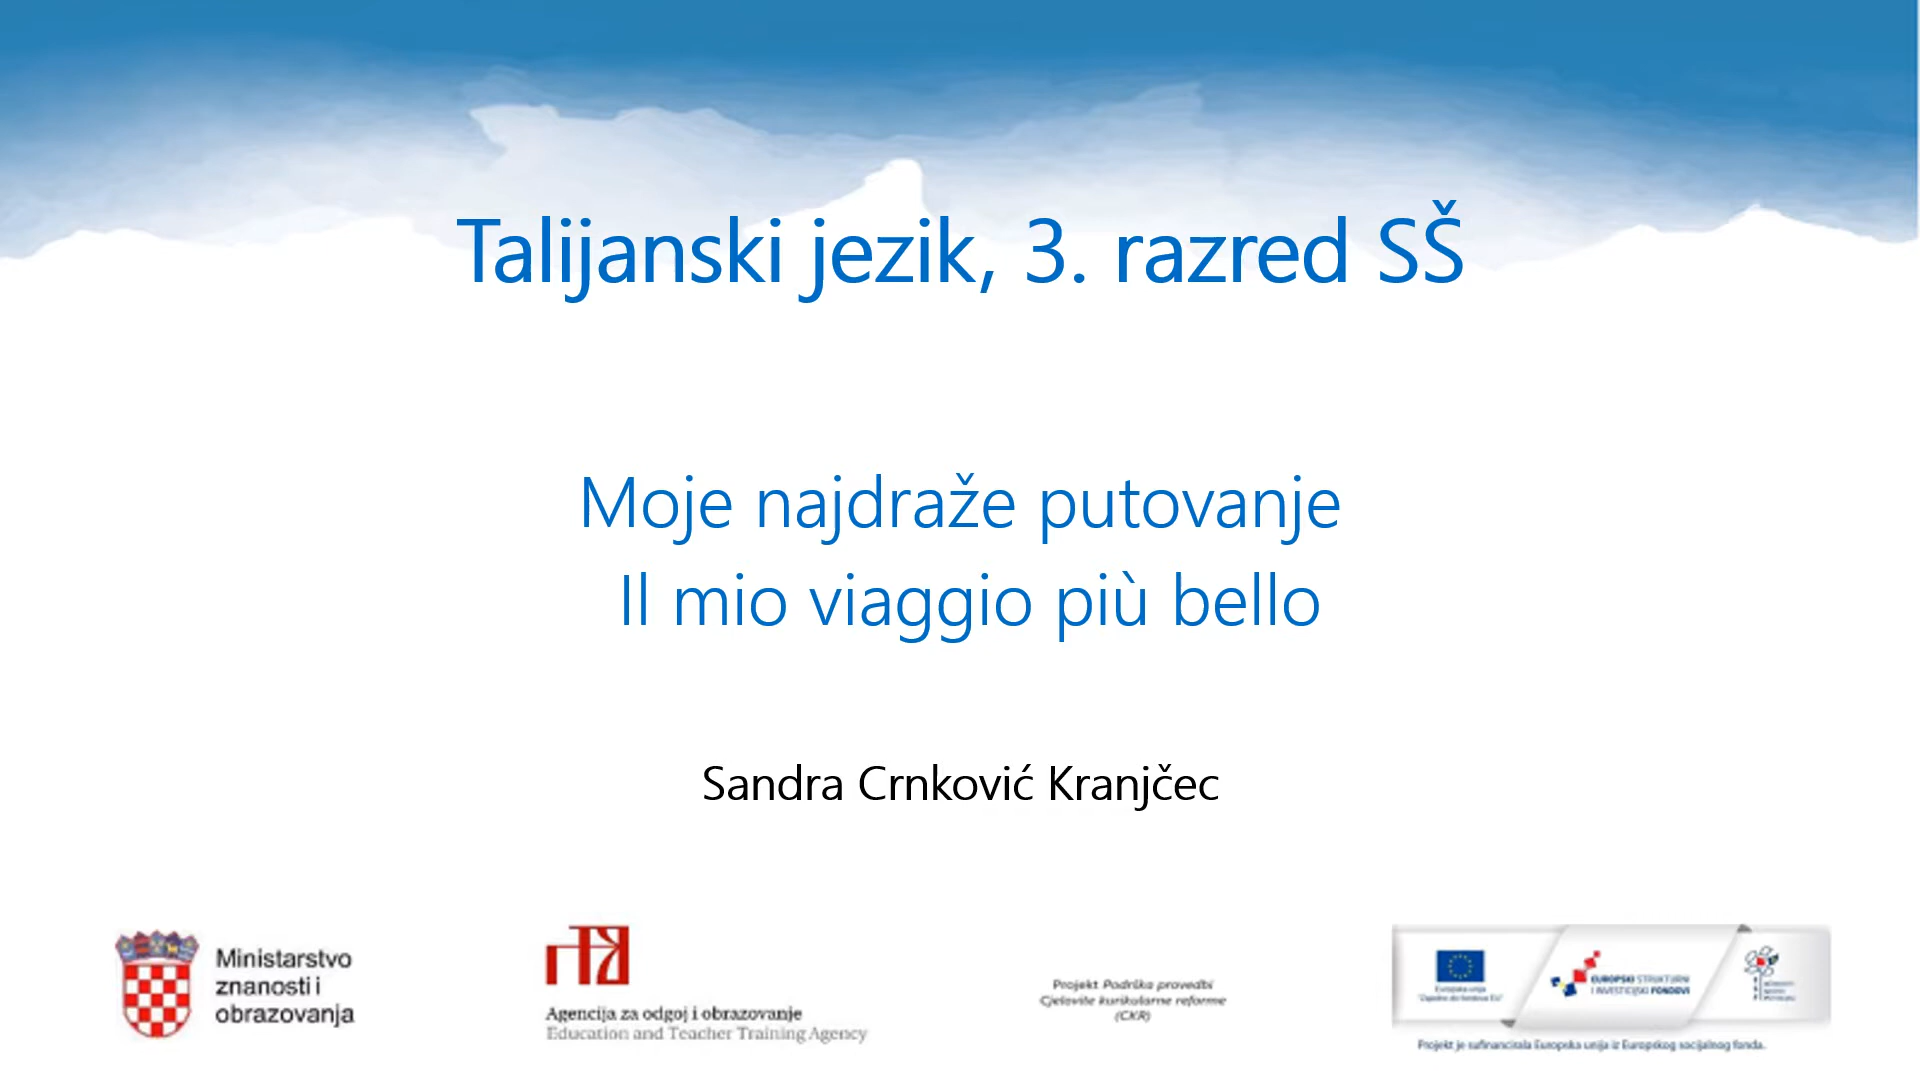 Talijanski jezik, 3. razred SŠ
Moje najdraže putovanje
Il mio viaggio più bello
Sandra Crnković Kranjčec
Ministarstvo
znanosti i
obrazovanja
Agencija za odgoj i obrazovanje
Education and Teacher Training Agency
Projekt Podrška provedbi
Cjelovite kurikularne reforme
(CKR)
Europska unija
EUROPSKI STRUKTURNI
I INVESTICIJSKI FONDOVI
Projekt je sufinancirala Europska unija iz Europskog socijalnog fonda.